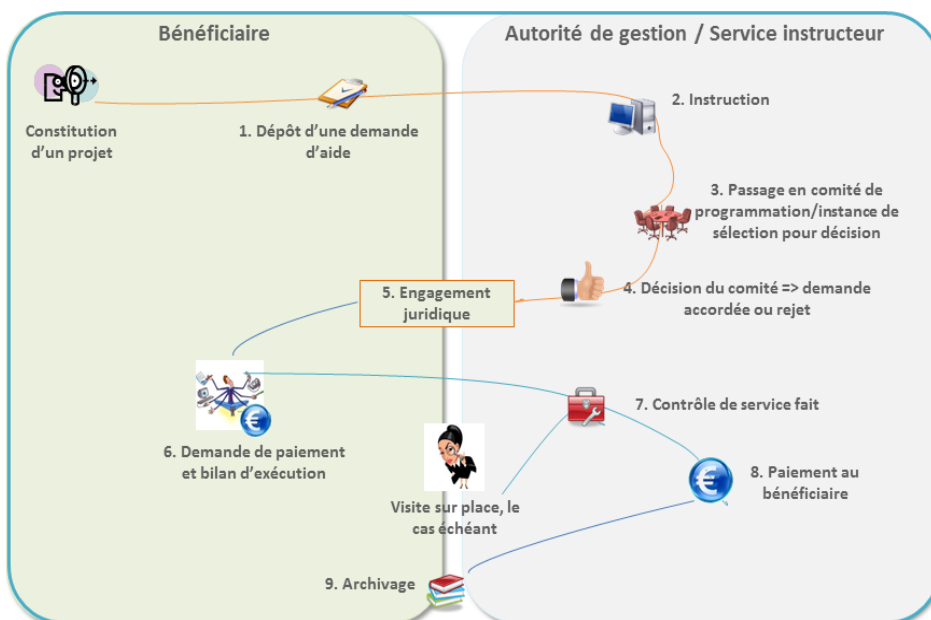 Bénéficiaire
Autorité de gestion / Service instructeur
Constitution
d'un projet
1. Dépôt d'une demande
d'aide
2. Instruction
3. Passage en comité de
programmation/instance de
sélection pour décision
4. Décision du comité => demande
accordée ou rejet
5. Engagement
juridique
6. Demande de paiement
et bilan d'exécution
7. Contrôle de service fait
Visite sur place, le
cas échéant
8. Paiement au
bénéficiaire
9. Archivage